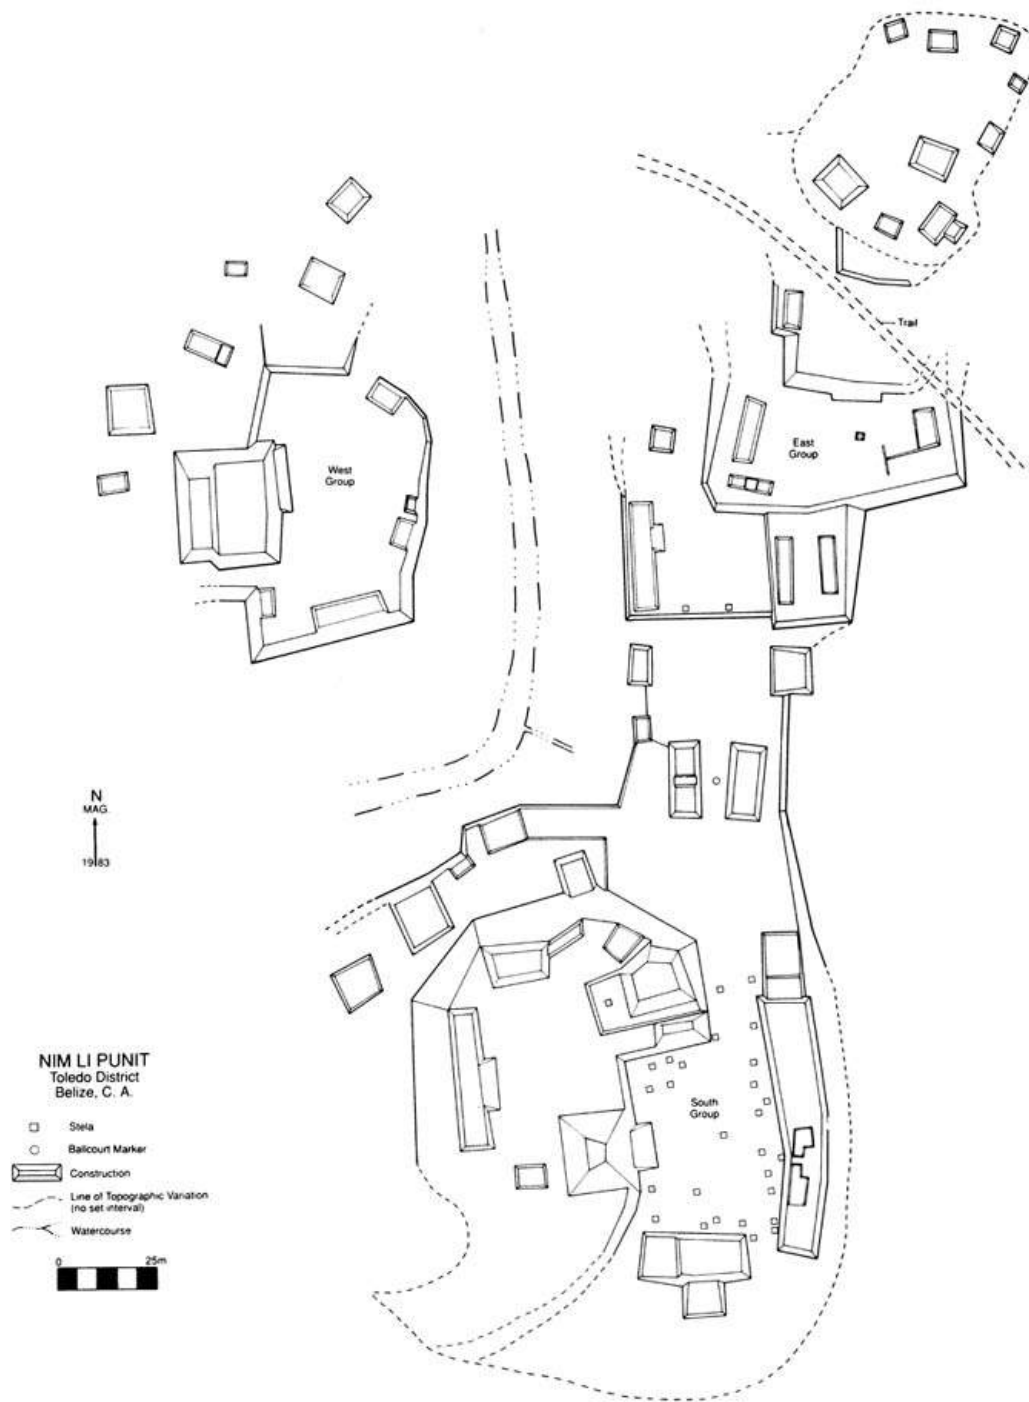 Trail
East
Group
West
Group
N
MAG.
1983
South
Group
NIM LI PUNIT
Toledo District
Belize, C. A.
Stela
Ballcourt Marker
Construction
Line of Topographic Variation
(no set interval)
Watercourse
0 25m